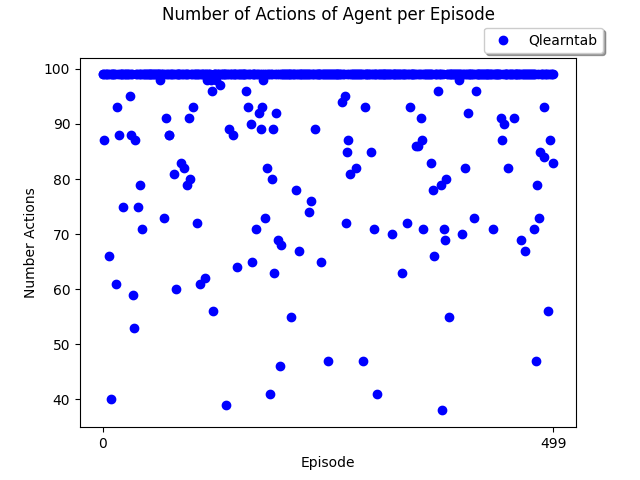 Number of Actions of Agent per Episode
Qlearntab
100
90
80
70
60
50
40
Number Actions
0
499
Episode